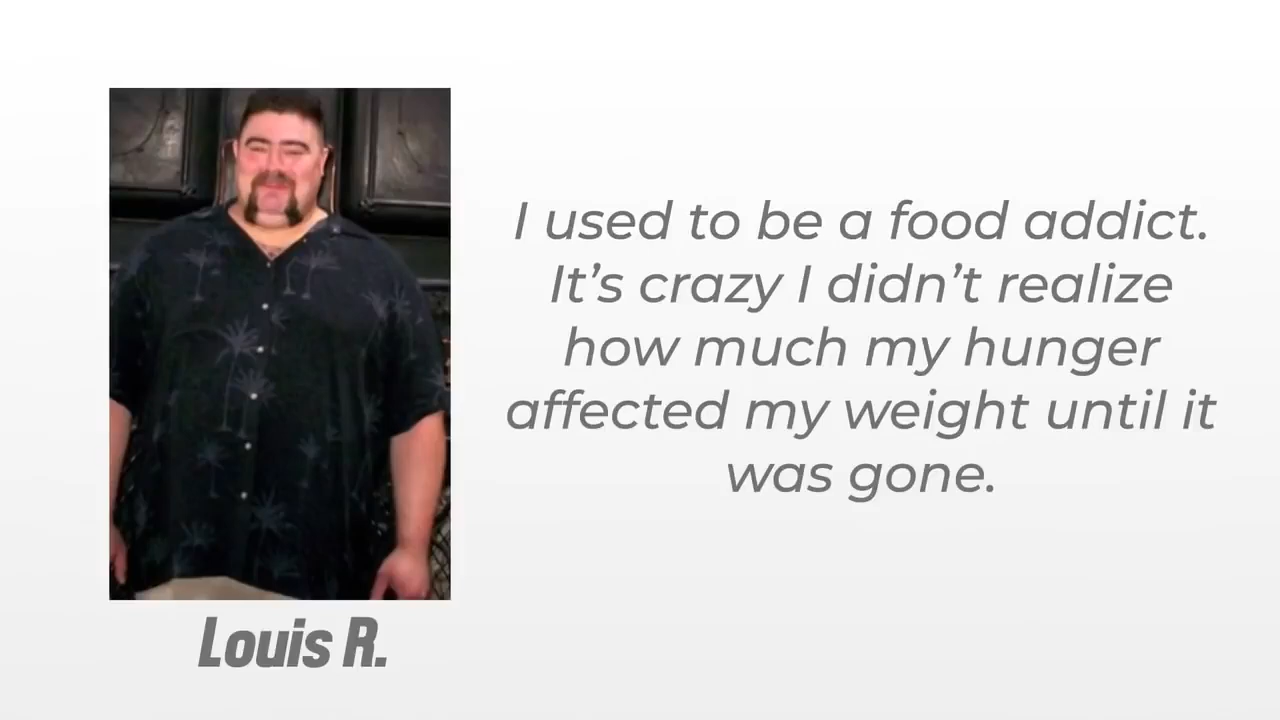 I used to be a food addict.
It’s crazy I didn’t realize
how much my hunger
affected my weight until it
was gone.
Louis R.